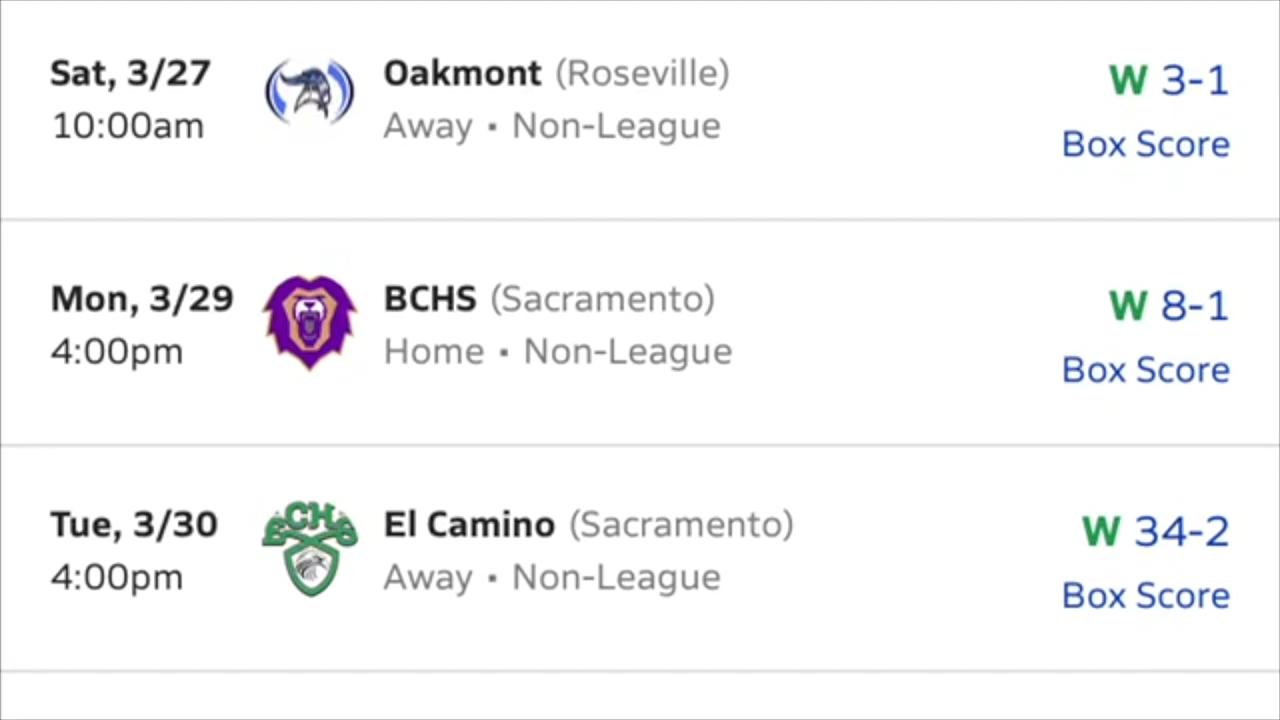 Sat, 3/27
10:00am
Oakmont (Roseville)
Away · Non-League
W 3-1
Box Score
Mon, 3/29
4:00pm
BCHS (Sacramento)
Home · Non-League
W 8-1
Box Score
Tue, 3/30
4:00pm
ECHS
El Camino (Sacramento)
Away · Non-League
W 34-2
Box Score